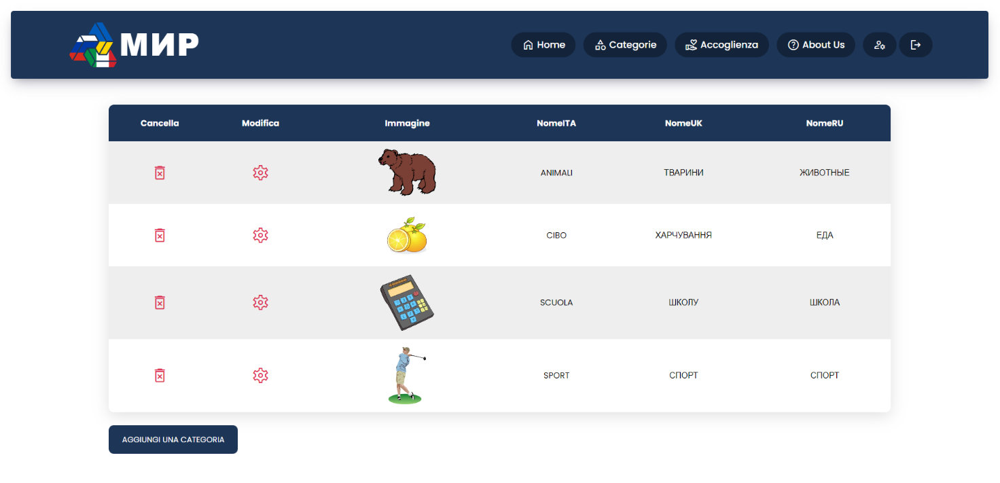 МИР
Home Categorie Accoglienza About Us
Cancella Modifica Immagine NomeITA NomeUK NomeRU
ANIMALI ТВАРИНИ ЖИВОТНЫЕ
CIBO ХАРЧУВАННЯ ЕДА
SCUOLA ШКОЛУ ШКОЛА
SPORT СПОРТ СПОРТ
AGGIUNGI UNA CATEGORIA